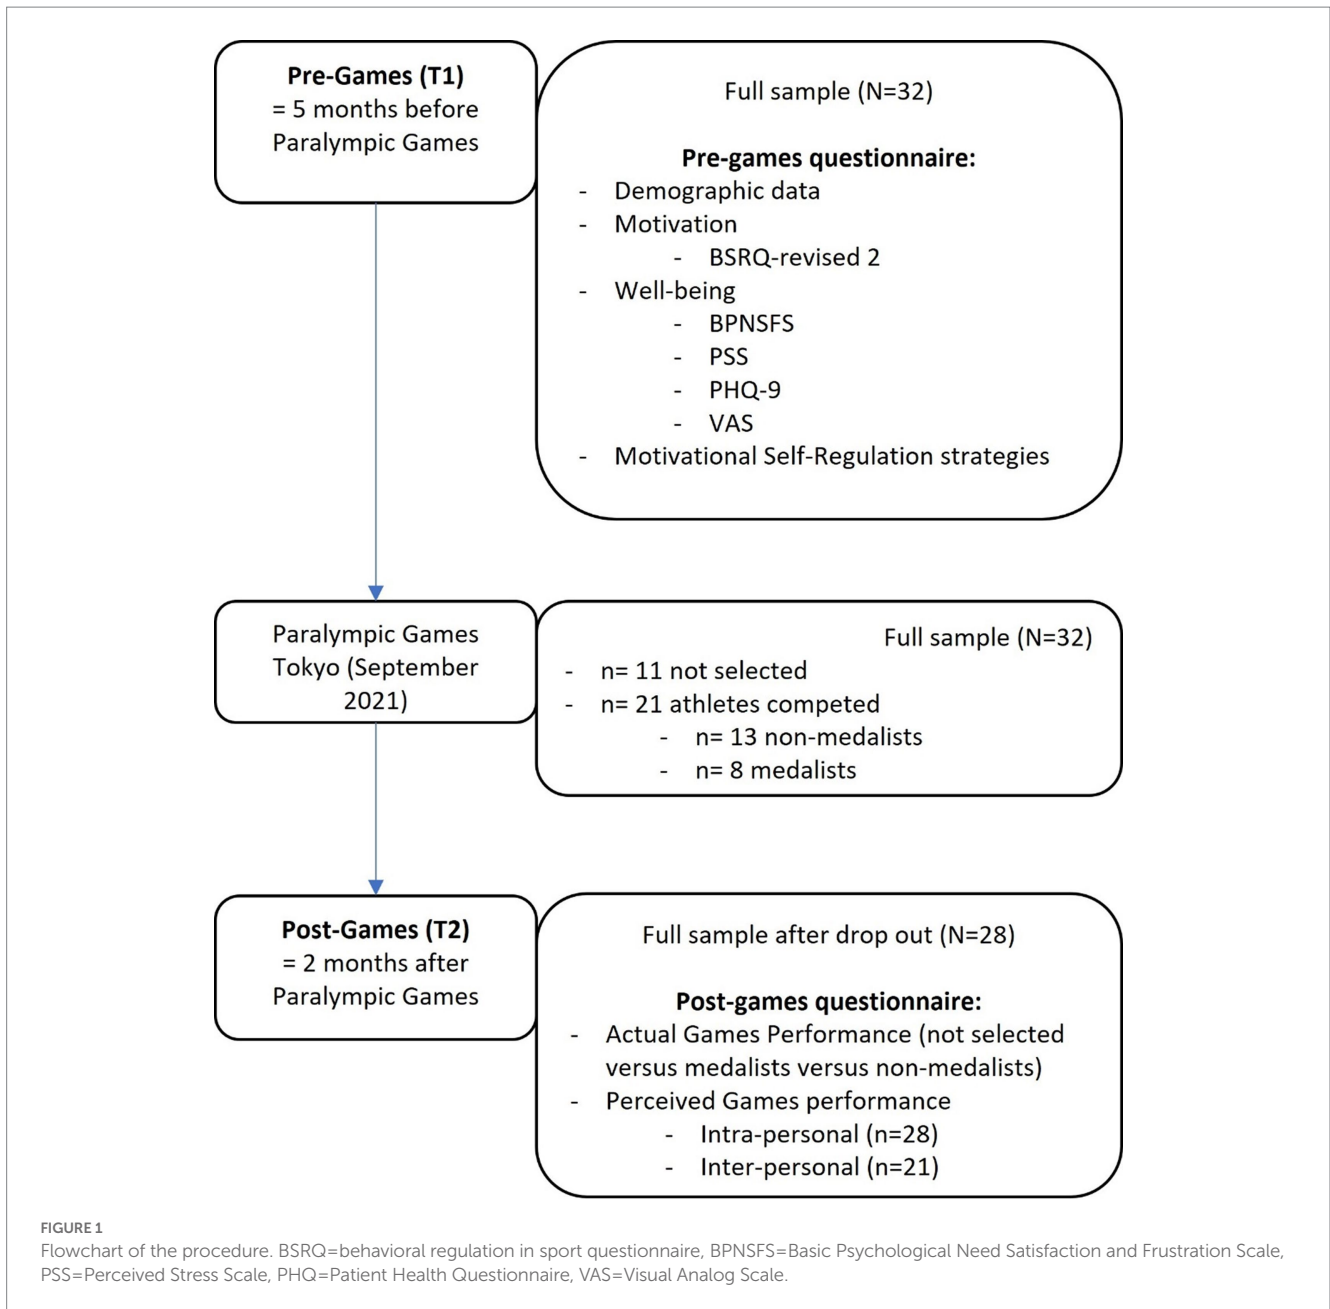 Pre-Games (T1)
= 5 months before
Paralympic Games
Full sample (N=32)
Pre-games questionnaire:
- Demographic data
- Motivation
- BSRQ-revised 2
- Well-being
- BPNSFS
- PSS
- PHQ-9
- VAS
- Motivational Self-Regulation strategies
Paralympic Games
Tokyo (September
2021)
Full sample (N=32)
- n= 11 not selected
- n= 21 athletes competed
- n= 13 non-medalists
- n= 8 medalists
Post-Games (T2)
= 2 months after
Paralympic Games
Full sample after drop out (N=28)
Post-games questionnaire:
- Actual Games Performance (not selected
versus medalists versus non-medalists)
- Perceived Games performance
- Intra-personal (n=28)
- Inter-personal (n=21)
FIGURE 1
Flowchart of the procedure. BSRQ=behavioral regulation in sport questionnaire, BPNSFS=Basic Psychological Need Satisfaction and Frustration Scale,
PSS=Perceived Stress Scale, PHQ=Patient Health Questionnaire, VAS=Visual Analog Scale.